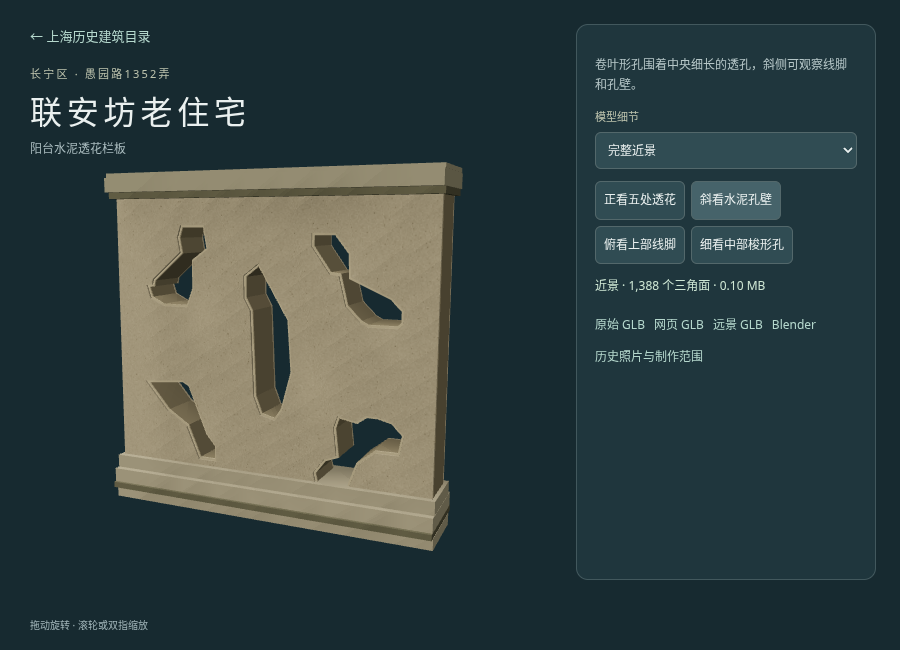 ← 上海历史建筑目录
长宁区 · 愚园路1352弄
联安坊老住宅
阳台水泥透花栏板
卷叶形孔围着中央细长的透孔，斜侧可观察线脚
和孔壁。
模型细节
完整近景
正看五处透花 斜看水泥孔壁
俯看上部线脚 细看中部梭形孔
近景 · 1,388 个三角面 · 0.10 MB
原始 GLB 网页 GLB 远景 GLB Blender
历史照片与制作范围
拖动旋转 · 滚轮或双指缩放